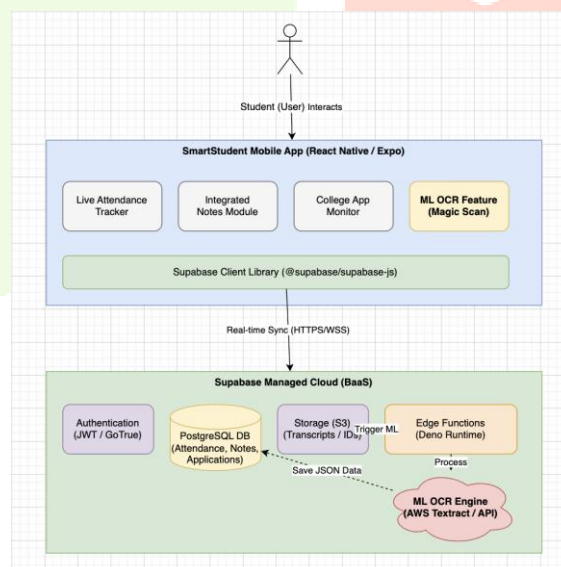 Student (User) Interacts
SmartStudent Mobile App (React Native / Expo)
Live Attendance
Tracker
Integrated
Notes Module
College App
Monitor
ML OCR Feature
(Magic Scan)
Supabase Client Library (@supabase/supabase-js)
Real-time Sync (HTTPS/WSS)
Supabase Managed Cloud (BaaS)
Authentication
(JWT / GoTrue)
PostgreSQL DB
(Attendance, Notes,
Applications)
Storage (S3)
(Transcripts / IDs)
Trigger ML
Edge Functions
(Deno Runtime)
Process
Save JSON Data
ML OCR Engine
(AWS Textract / API)